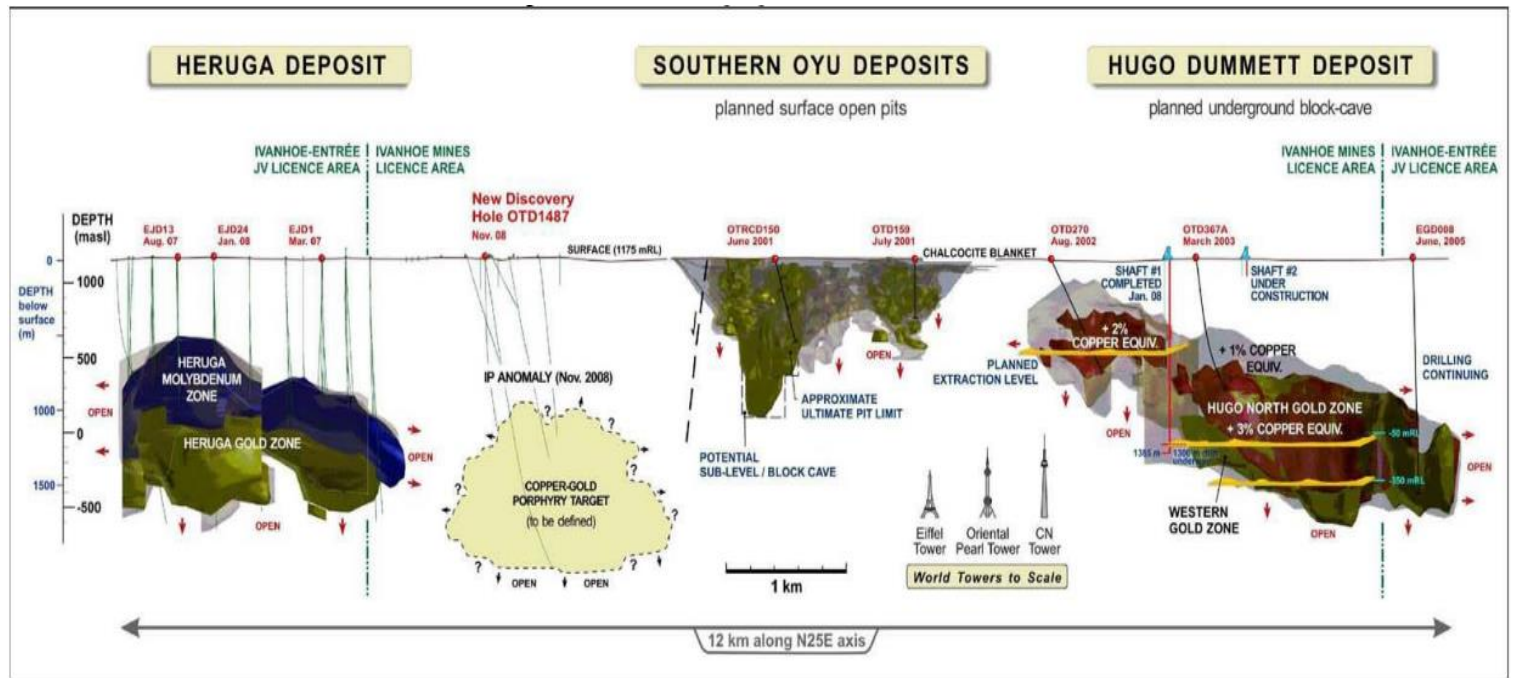 HERUGA DEPOSIT
SOUTHERN OYU DEPOSITS
planned surface open pits
HUGO DUMMETT DEPOSIT
planned underground block-cave
IVANHOE-ENTRÉE
JV LICENCE AREA
IVANHOE MINES
LICENCE AREA
IVANHOE MINES
LICENCE AREA
IVANHOE-ENTRÉE
JV LICENCE AREA
New Discovery
Hole OTD1487
Nov. 08
DEPTH
(masl)
EJD13
Aug. 07
EJD24
Jan. 08
EJD1
Mar. 07
SURFACE (1175 mRL)
OTRCD150
June 2001
OTD159
July 2001
CHALCOCITE BLANKET
OTD270
Aug. 2002
OTD367A
March 2003
EGD008
June, 2005
SHAFT #1
COMPLETED
Jan. 08
SHAFT #2
UNDER
CONSTRUCTION
0
DEPTH
below
surface
(m)
1000
500
1000
0
1500
-500
HERUGA
MOLYBDENUM
ZONE
HERUGA GOLD ZONE
OPEN
OPEN
OPEN
OPEN
IP ANOMALY (Nov. 2008)
?
?
?
?
?
?
?
?
?
?
COPPER-GOLD
PORPHYRY TARGET
(to be defined)
OPEN
OPEN
OPEN
APPROXIMATE
ULTIMATE PIT LIMIT
POTENTIAL
SUB-LEVEL / BLOCK CAVE
PLANNED
EXTRACTION LEVEL
+ 2%
COPPER EQUIV.
+ 1% COPPER
EQUIV.
DRILLING
CONTINUING
HUGO NORTH GOLD ZONE
+ 3% COPPER EQUIV.
-50 mRL
OPEN
1385 m
1300 m
-350 mRL
OPEN
WESTERN
GOLD ZONE
OPEN
OPEN
Eiffel
Tower
Oriental
Pearl Tower
CN
Tower
World Towers to Scale
1 km
12 km along N25E axis